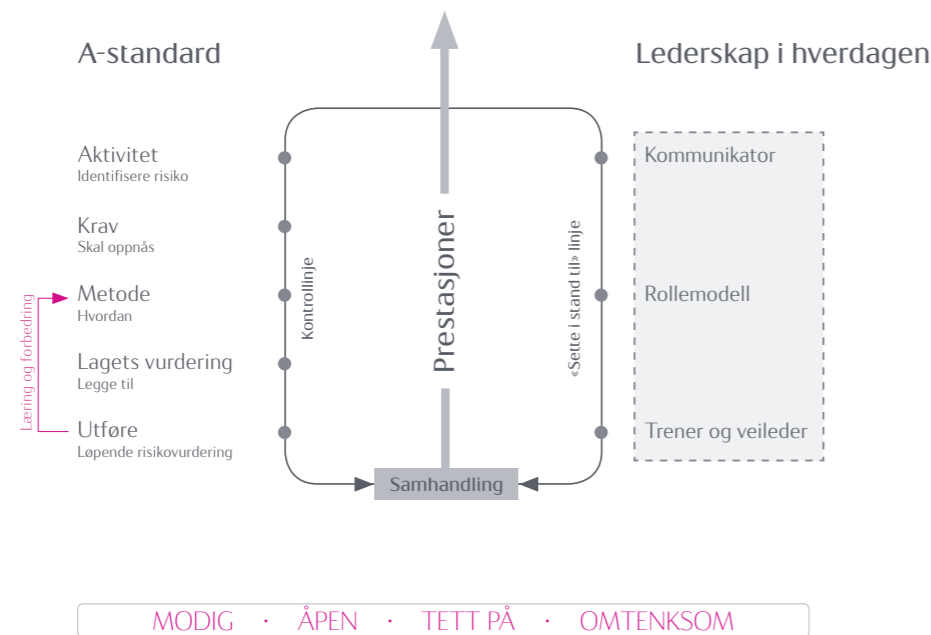 A-standard
Lederskap i hverdagen
Aktivitet
Identifisere risiko
Krav
Skal oppnås
Metode
Hvordan
Lagets vurdering
Legge til
Utføre
Løpende risikovurdering
Læring og forbedring
Kontrollinje
Prestasjoner
«Sette i stand til» linje
Kommunikator
Rollemodell
Trener og veileder
Samhandling
MODIG · ÅPEN · TETT PÅ · OMTENKSOM